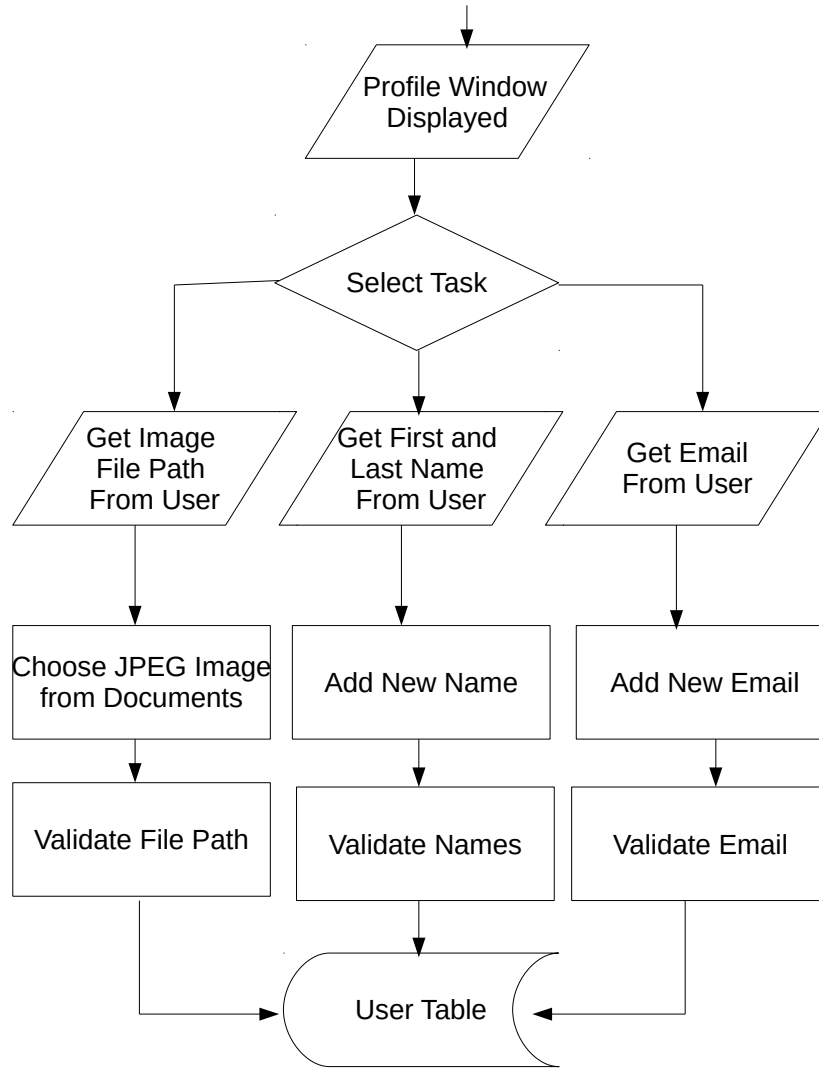 Profile Window
Displayed
Select Task
Get Image
File Path
From User
Get First and
Last Name
From User
Get Email
From User
Choose JPEG Image
from Documents
Add New Name
Add New Email
Validate File Path
Validate Names
Validate Email
User Table